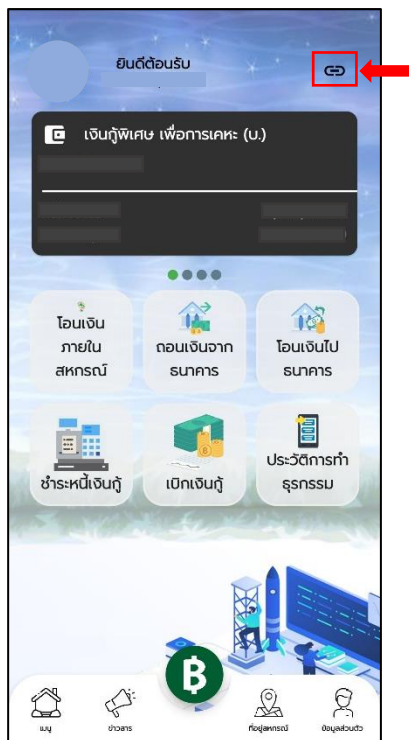 ยินดีต้อนรับ
เงินกู้พิเศษ เพื่อการเคหะ (บ.)
โอนเงิน
ภายใน
สหกรณ์
ถอนเงินจาก
ธนาคาร
โอนเงินไป
ธนาคาร
ชำระหนี้เงินกู้
เบิกเงินกู้
ประวัติการทำ
ธุรกรรม
฿
เมนู
ข่าวสาร
ที่อยู่สหกรณ์
ข้อมูลส่วนตัว